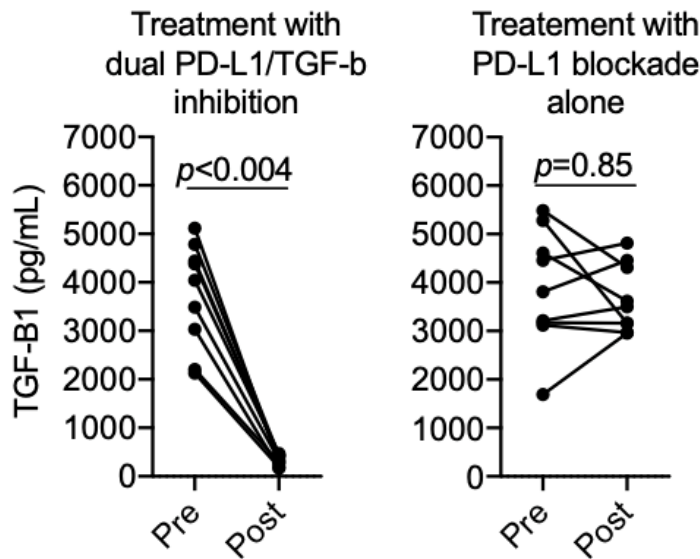 Treatment with
dual PD-L1/TGF-b
inhibition
TGF-B1 (pg/mL)
7000
6000
5000
4000
3000
2000
1000
0
p<0.004
Pre
Post
Treatement with
PD-L1 blockade
alone
7000
6000
5000
4000
3000
2000
1000
0
p=0.85
Pre
Post